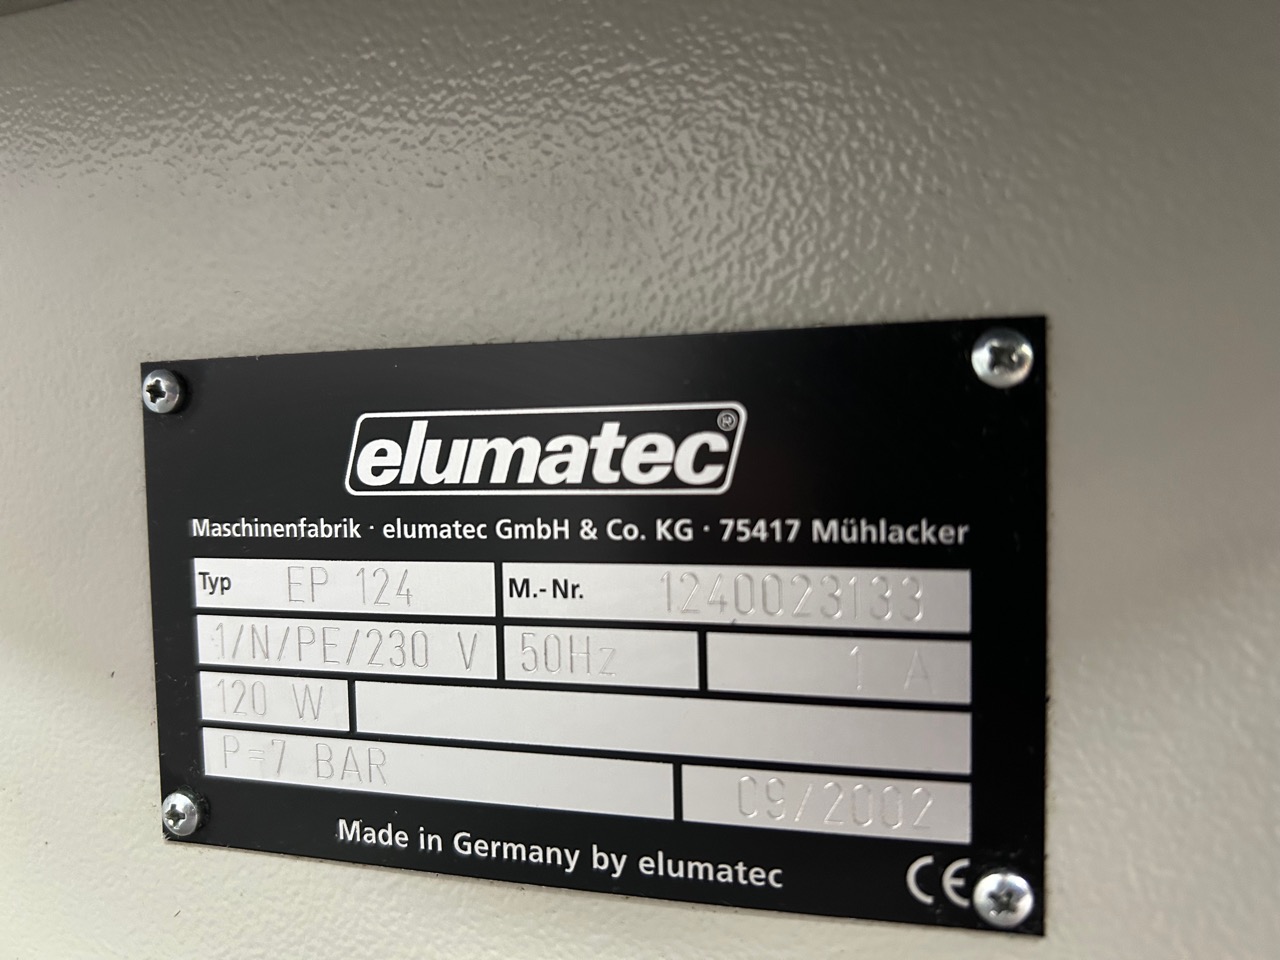 elumatec®
Maschinenfabrik · elumatec GmbH & Co. KG · 75417 Mühlacker
Typ EP 124 M.-Nr. 1240023133
1/N/PE/230 V 50Hz 1 A
120 W
P=7 BAR 09/2002
Made in Germany by elumatec CE